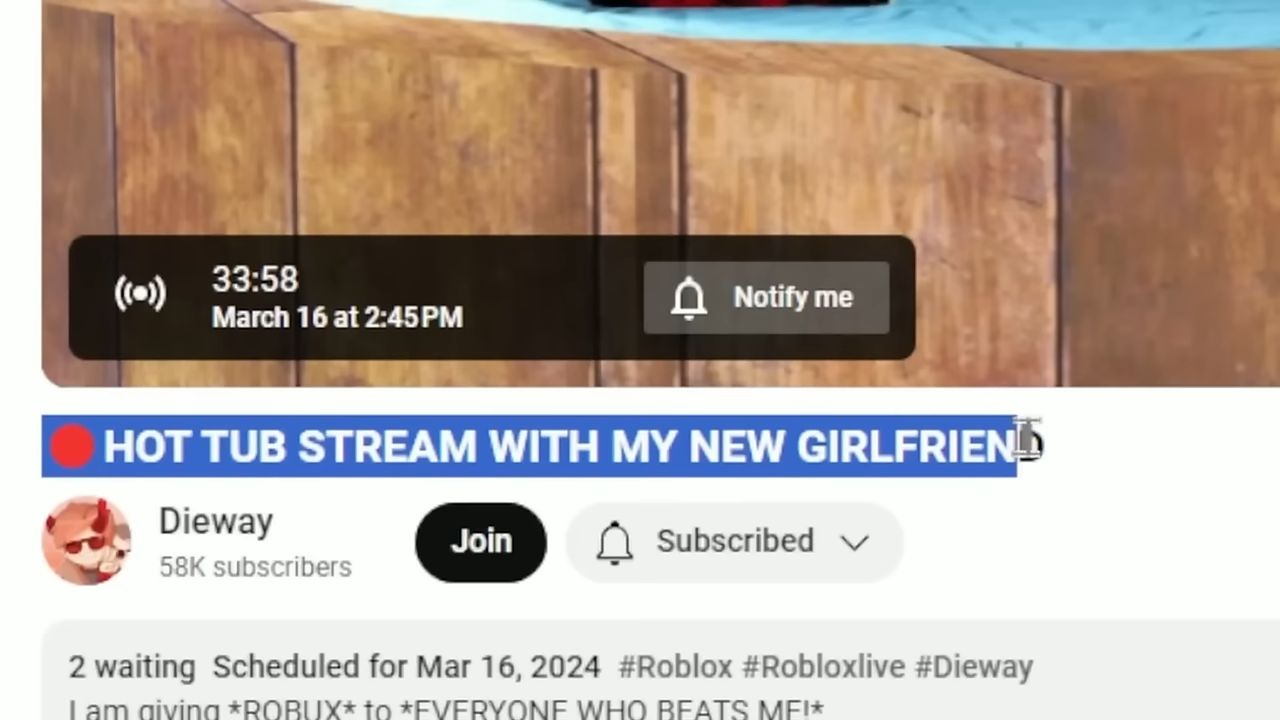 33:58
March 16 at 2:45 PM
Notify me
HOT TUB STREAM WITH MY NEW GIRLFRIEND
Dieway
58K subscribers
Join
Subscribed
2 waiting Scheduled for Mar 16, 2024 #Roblox #Robloxlive #Dieway
I am giving *ROBUX* to *EVERYONE WHO BEATS ME!*